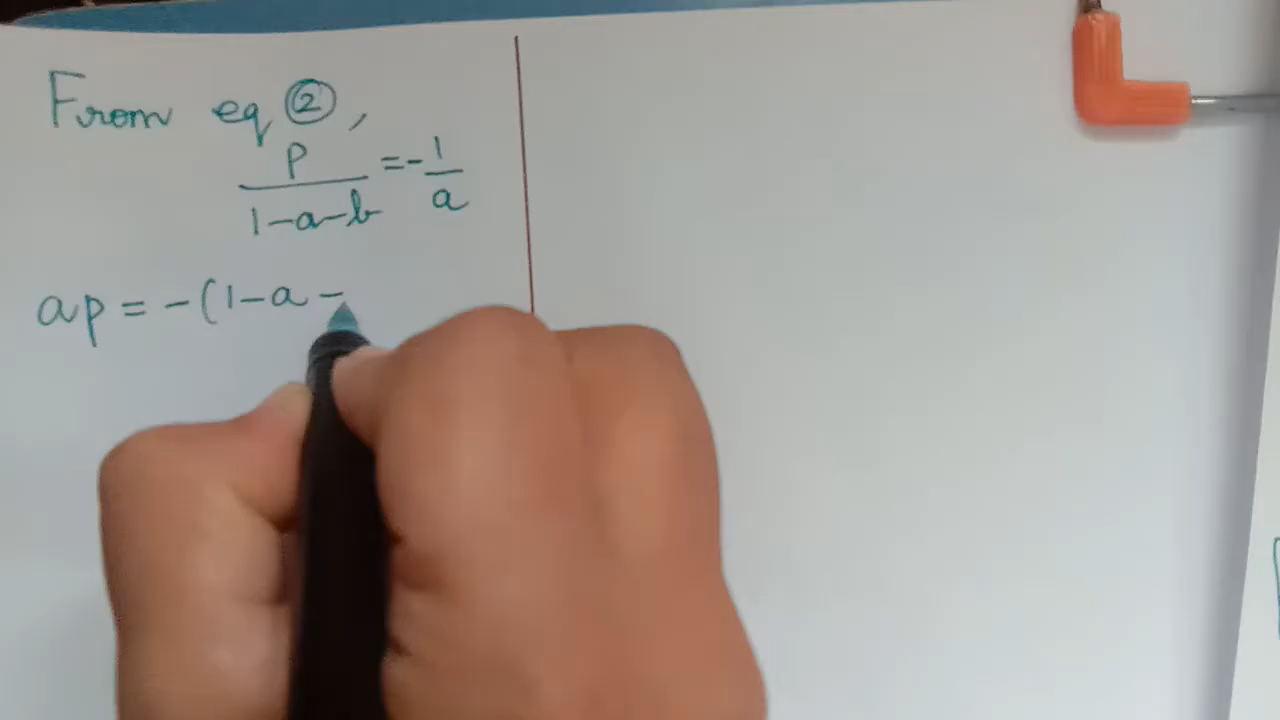 From eq ②,
p/(1-a-b) = -1/a
ap = -(1-a-